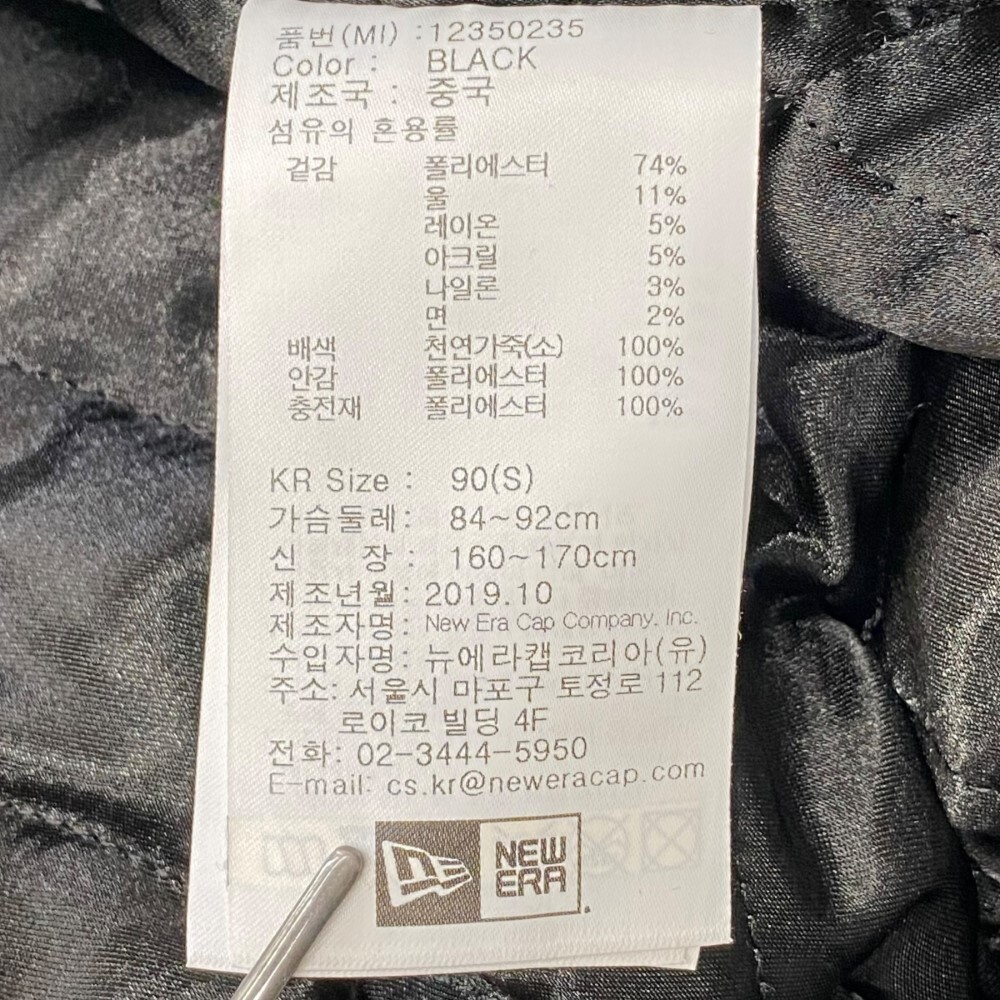 품번(MI) :12350235
Color : BLACK
제조국 : 중국
섬유의 혼용률
겉감 폴리에스터 74%
울 11%
레이온 5%
아크릴 5%
나일론 3%
면 2%
배색 천연가죽(소) 100%
안감 폴리에스터 100%
충전재 폴리에스터 100%
KR Size : 90(S)
가슴둘레: 84~92cm
신 장 : 160~170cm
제조년월: 2019.10
제조자명: New Era Cap Company. Inc.
수입자명: 뉴에라캡코리아(유)
주소: 서울시 마포구 토정로 112
로이코 빌딩 4F
전화: 02-3444-5950
E-mail: cs.kr@neweracap.com
NEW
ERA